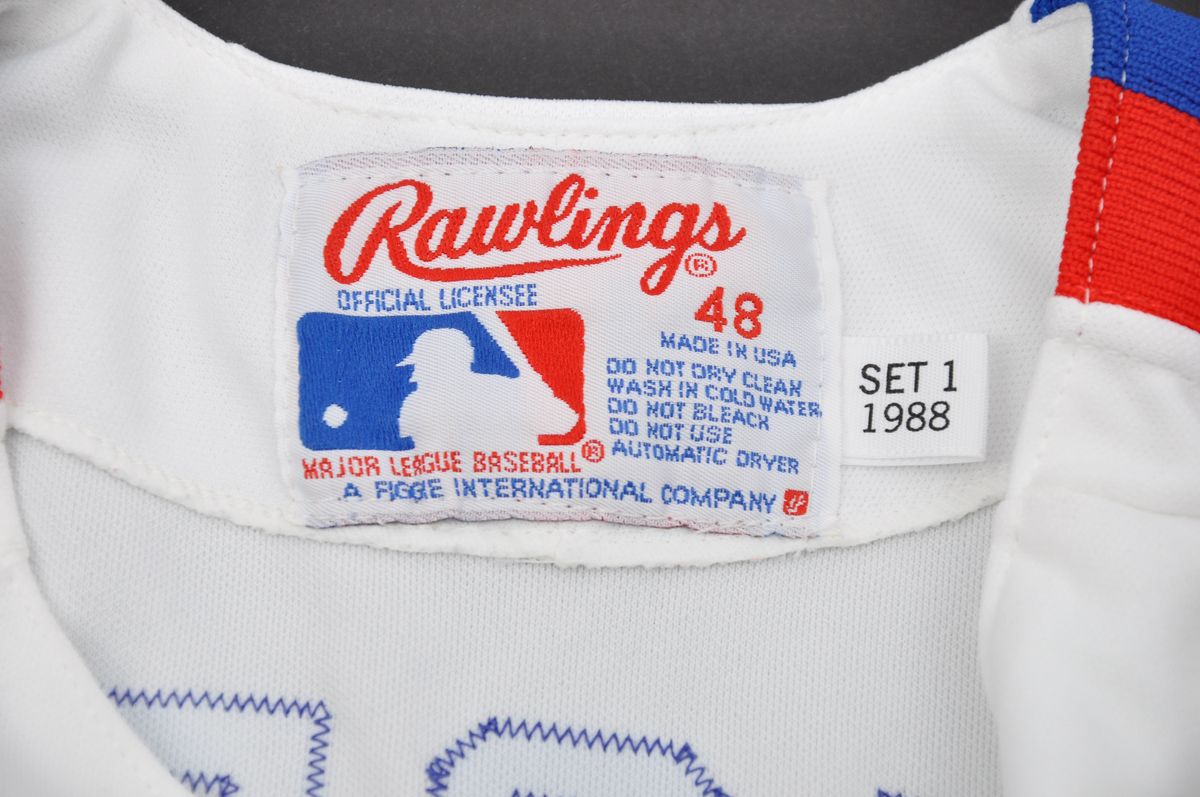 Rawlings®
OFFICIAL LICENSEE
48
MADE IN USA
DO NOT DRY CLEAN
WASH IN COLD WATER
DO NOT BLEACH
DO NOT USE
AUTOMATIC DRYER
MAJOR LEAGUE BASEBALL®
A FIGGIE INTERNATIONAL COMPANY
SET 1
1988